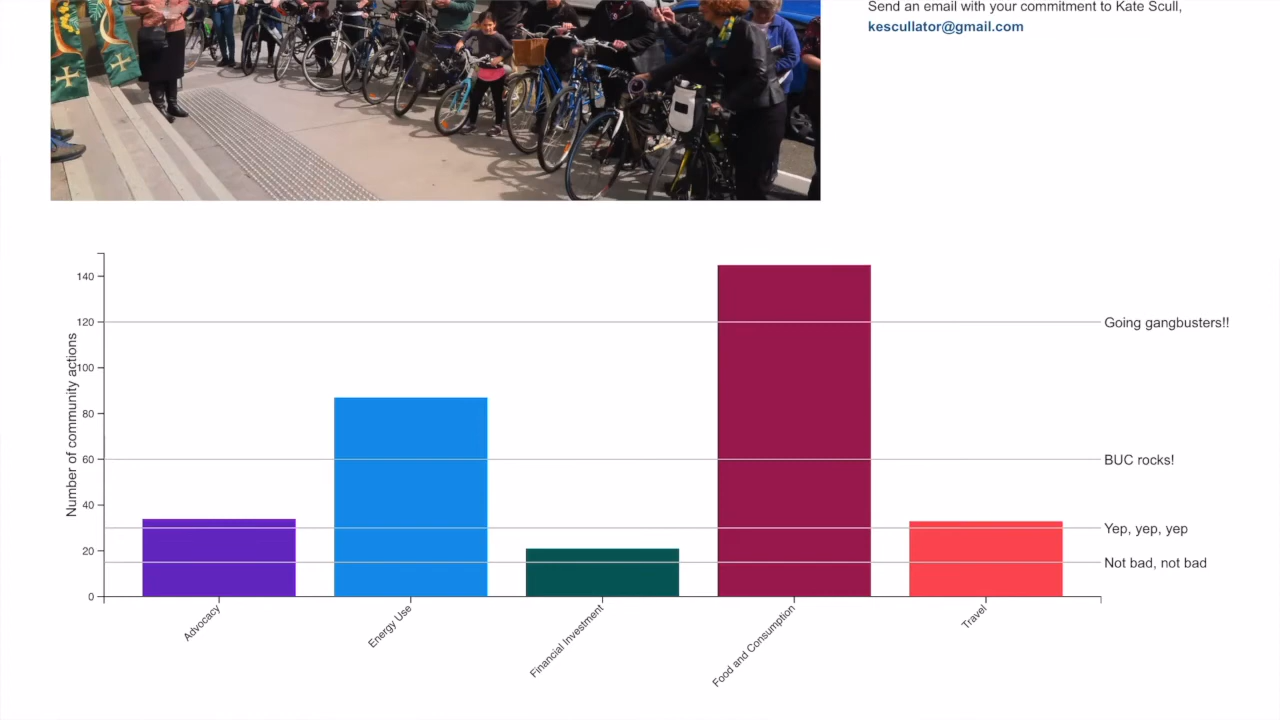 Send an email with your commitment to Kate Scull,
kescullator@gmail.com
Number of community actions
140
120
100
80
60
40
20
0
Going gangbusters!!
BUC rocks!
Yep, yep, yep
Not bad, not bad
Advocacy
Energy Use
Financial Investment
Food and Consumption
Travel